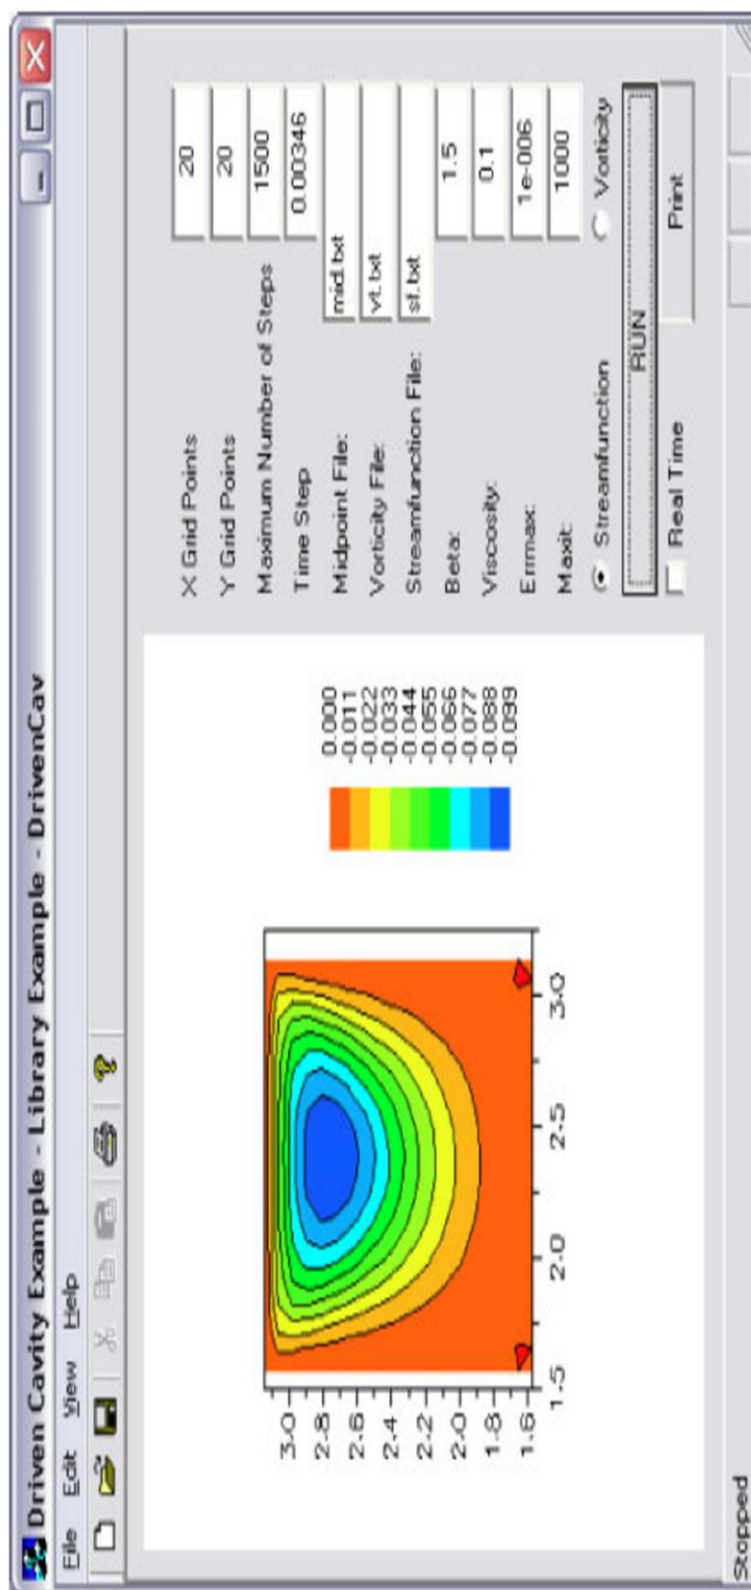 Driven Cavity Example - Library Example - DrivenCav
File Edit View Help
3.0
2.8
2.6
2.4
2.2
2.0
1.8
1.6
1.5 2.0 2.5 3.0
0.000
-0.011
-0.022
-0.033
-0.044
-0.055
-0.066
-0.077
-0.088
-0.099
X Grid Points 20
Y Grid Points 20
Maximum Number of Steps 1500
Time Step 0.00346
Midpoint File: mid.txt
Vorticity File: vt.txt
Streamfunction File: sf.txt
Beta: 1.5
Viscosity: 0.1
Errmax: 1e-006
Maxit: 1000
Streamfunction Vorticity
RUN
Real Time Print
Stopped